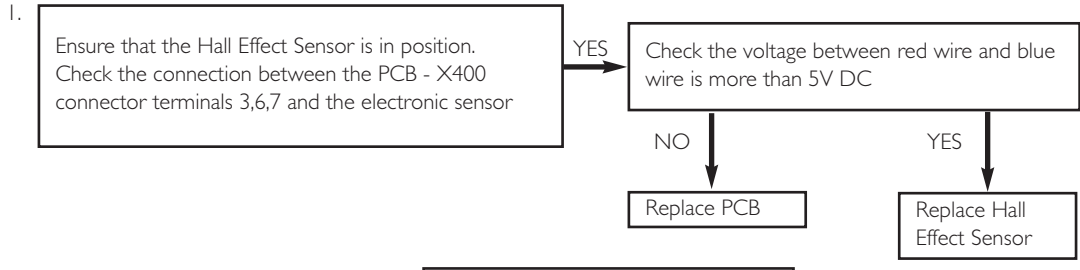 1.
Ensure that the Hall Effect Sensor is in position.
Check the connection between the PCB - X400
connector terminals 3,6,7 and the electronic sensor
YES
Check the voltage between red wire and blue
wire is more than 5V DC
NO
YES
Replace PCB
Replace Hall
Effect Sensor